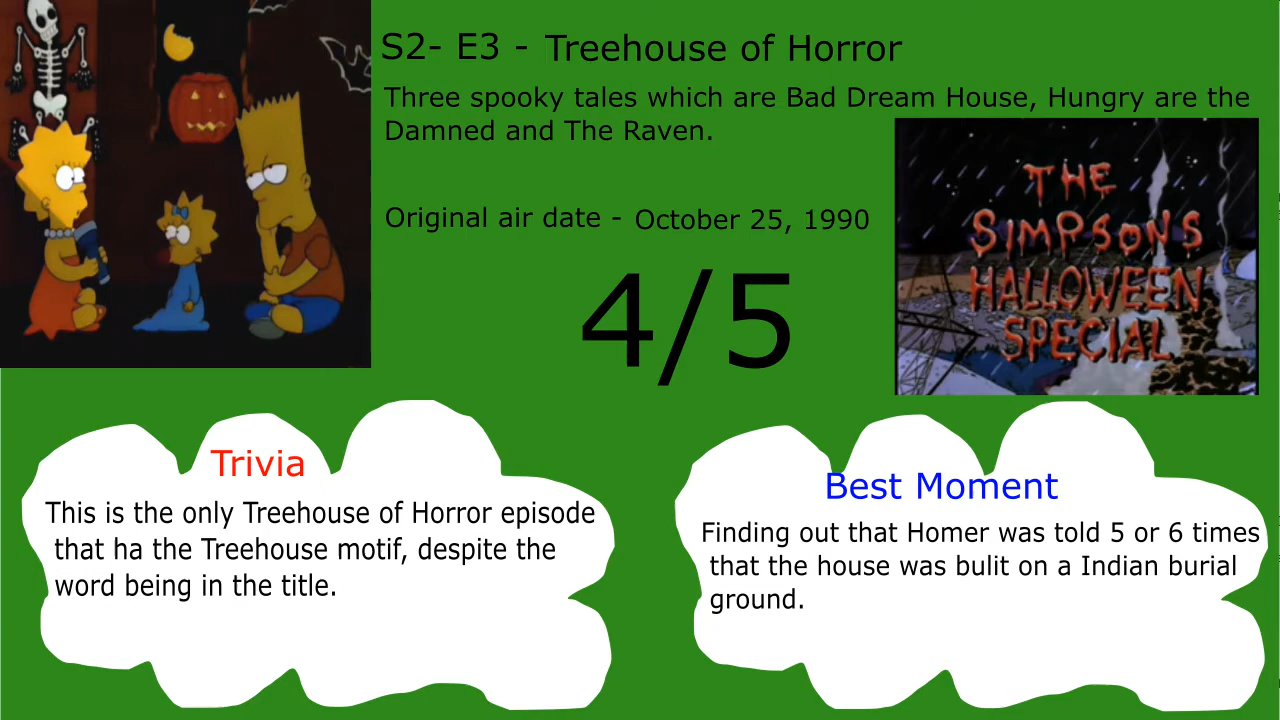 S2- E3 - Treehouse of Horror
Three spooky tales which are Bad Dream House, Hungry are the
Damned and The Raven.
Original air date - October 25, 1990
4/5
THE
SIMPSONS
HALLOWEEN
SPECIAL
Trivia
This is the only Treehouse of Horror episode
that ha the Treehouse motif, despite the
word being in the title.
Best Moment
Finding out that Homer was told 5 or 6 times
that the house was bulit on a Indian burial
ground.